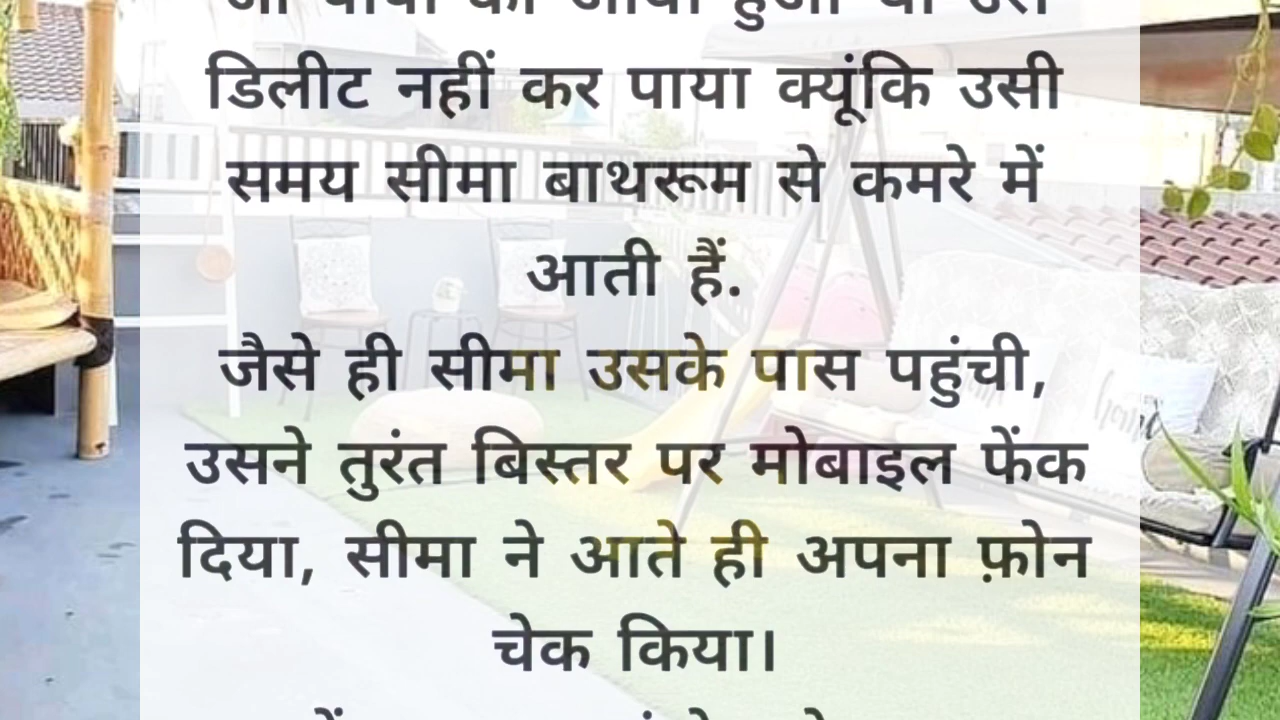 डिलीट नहीं कर पाया क्यूंकि उसी
समय सीमा बाथरूम से कमरे में
आती हैं.
जैसे ही सीमा उसके पास पहुंची,
उसने तुरंत बिस्तर पर मोबाइल फेंक
दिया, सीमा ने आते ही अपना फ़ोन
चेक किया।